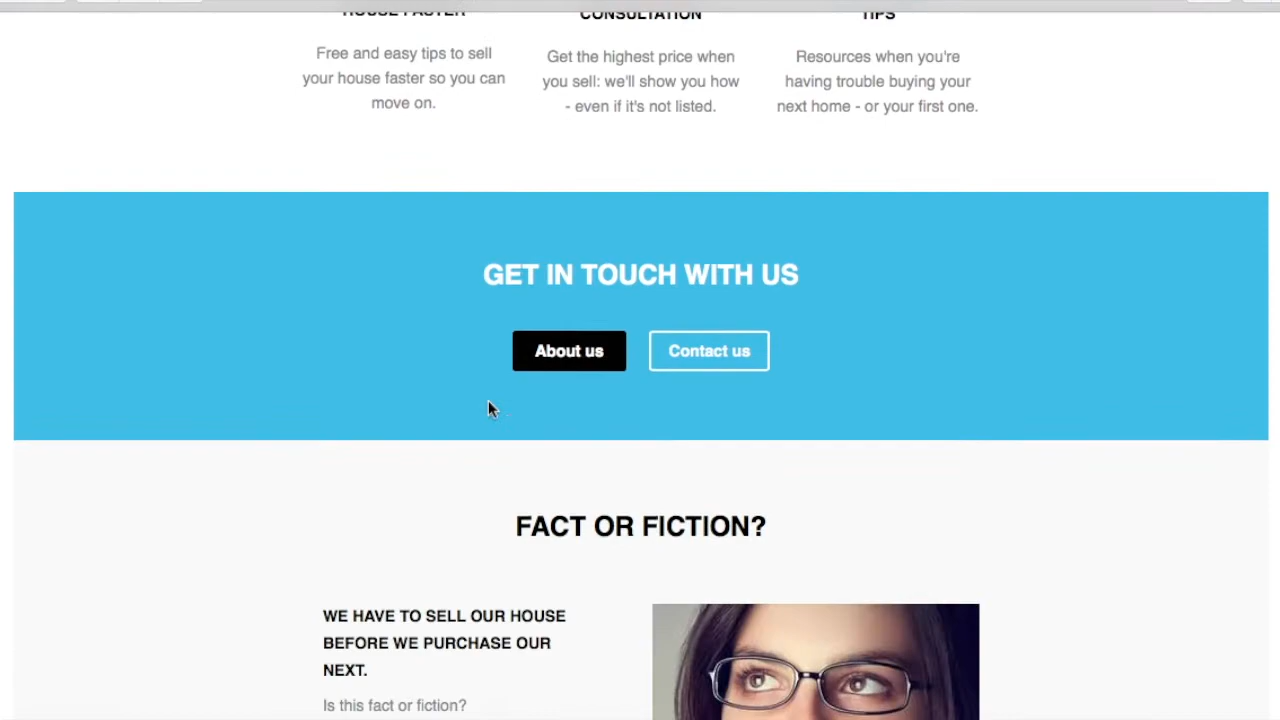 HOUSE FASTER
CONSULTATION
TIPS
Free and easy tips to sell
your house faster so you can
move on.
Get the highest price when
you sell: we'll show you how
- even if it's not listed.
Resources when you're
having trouble buying your
next home - or your first one.
GET IN TOUCH WITH US
About us
Contact us
FACT OR FICTION?
WE HAVE TO SELL OUR HOUSE
BEFORE WE PURCHASE OUR
NEXT.
Is this fact or fiction?